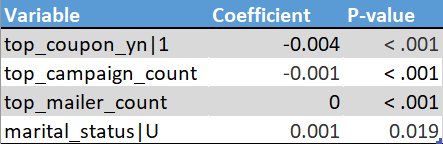 Variable Coefficient P-value
top_coupon_yn|1 -0.004 < .001
top_campaign_count -0.001 < .001
top_mailer_count 0 < .001
marital_status|U 0.001 0.019